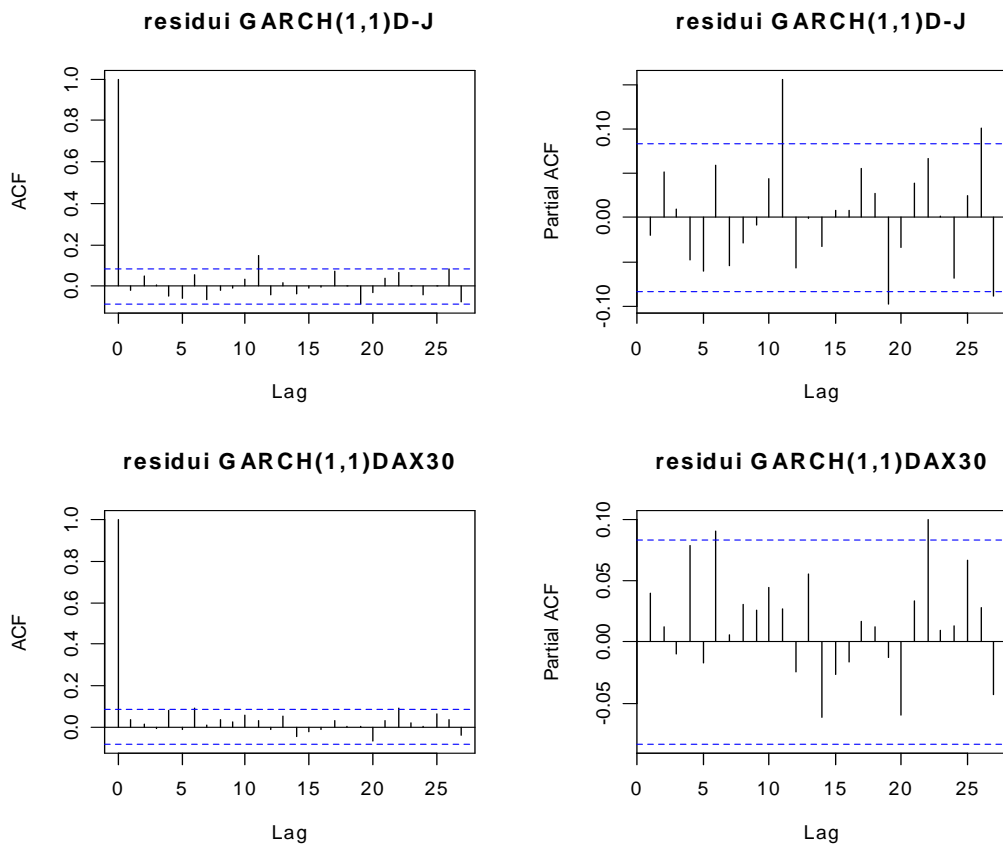 residui GARCH(1,1)D-J
ACF
0.0 0.2 0.4 0.6 0.8 1.0
0 5 10 15 20 25
Lag
residui GARCH(1,1)D-J
Partial ACF
-0.10 0.00 0.10
0 5 10 15 20 25
Lag
residui GARCH(1,1)DAX30
ACF
0.0 0.2 0.4 0.6 0.8 1.0
0 5 10 15 20 25
Lag
residui GARCH(1,1)DAX30
Partial ACF
-0.05 0.00 0.05 0.10
0 5 10 15 20 25
Lag